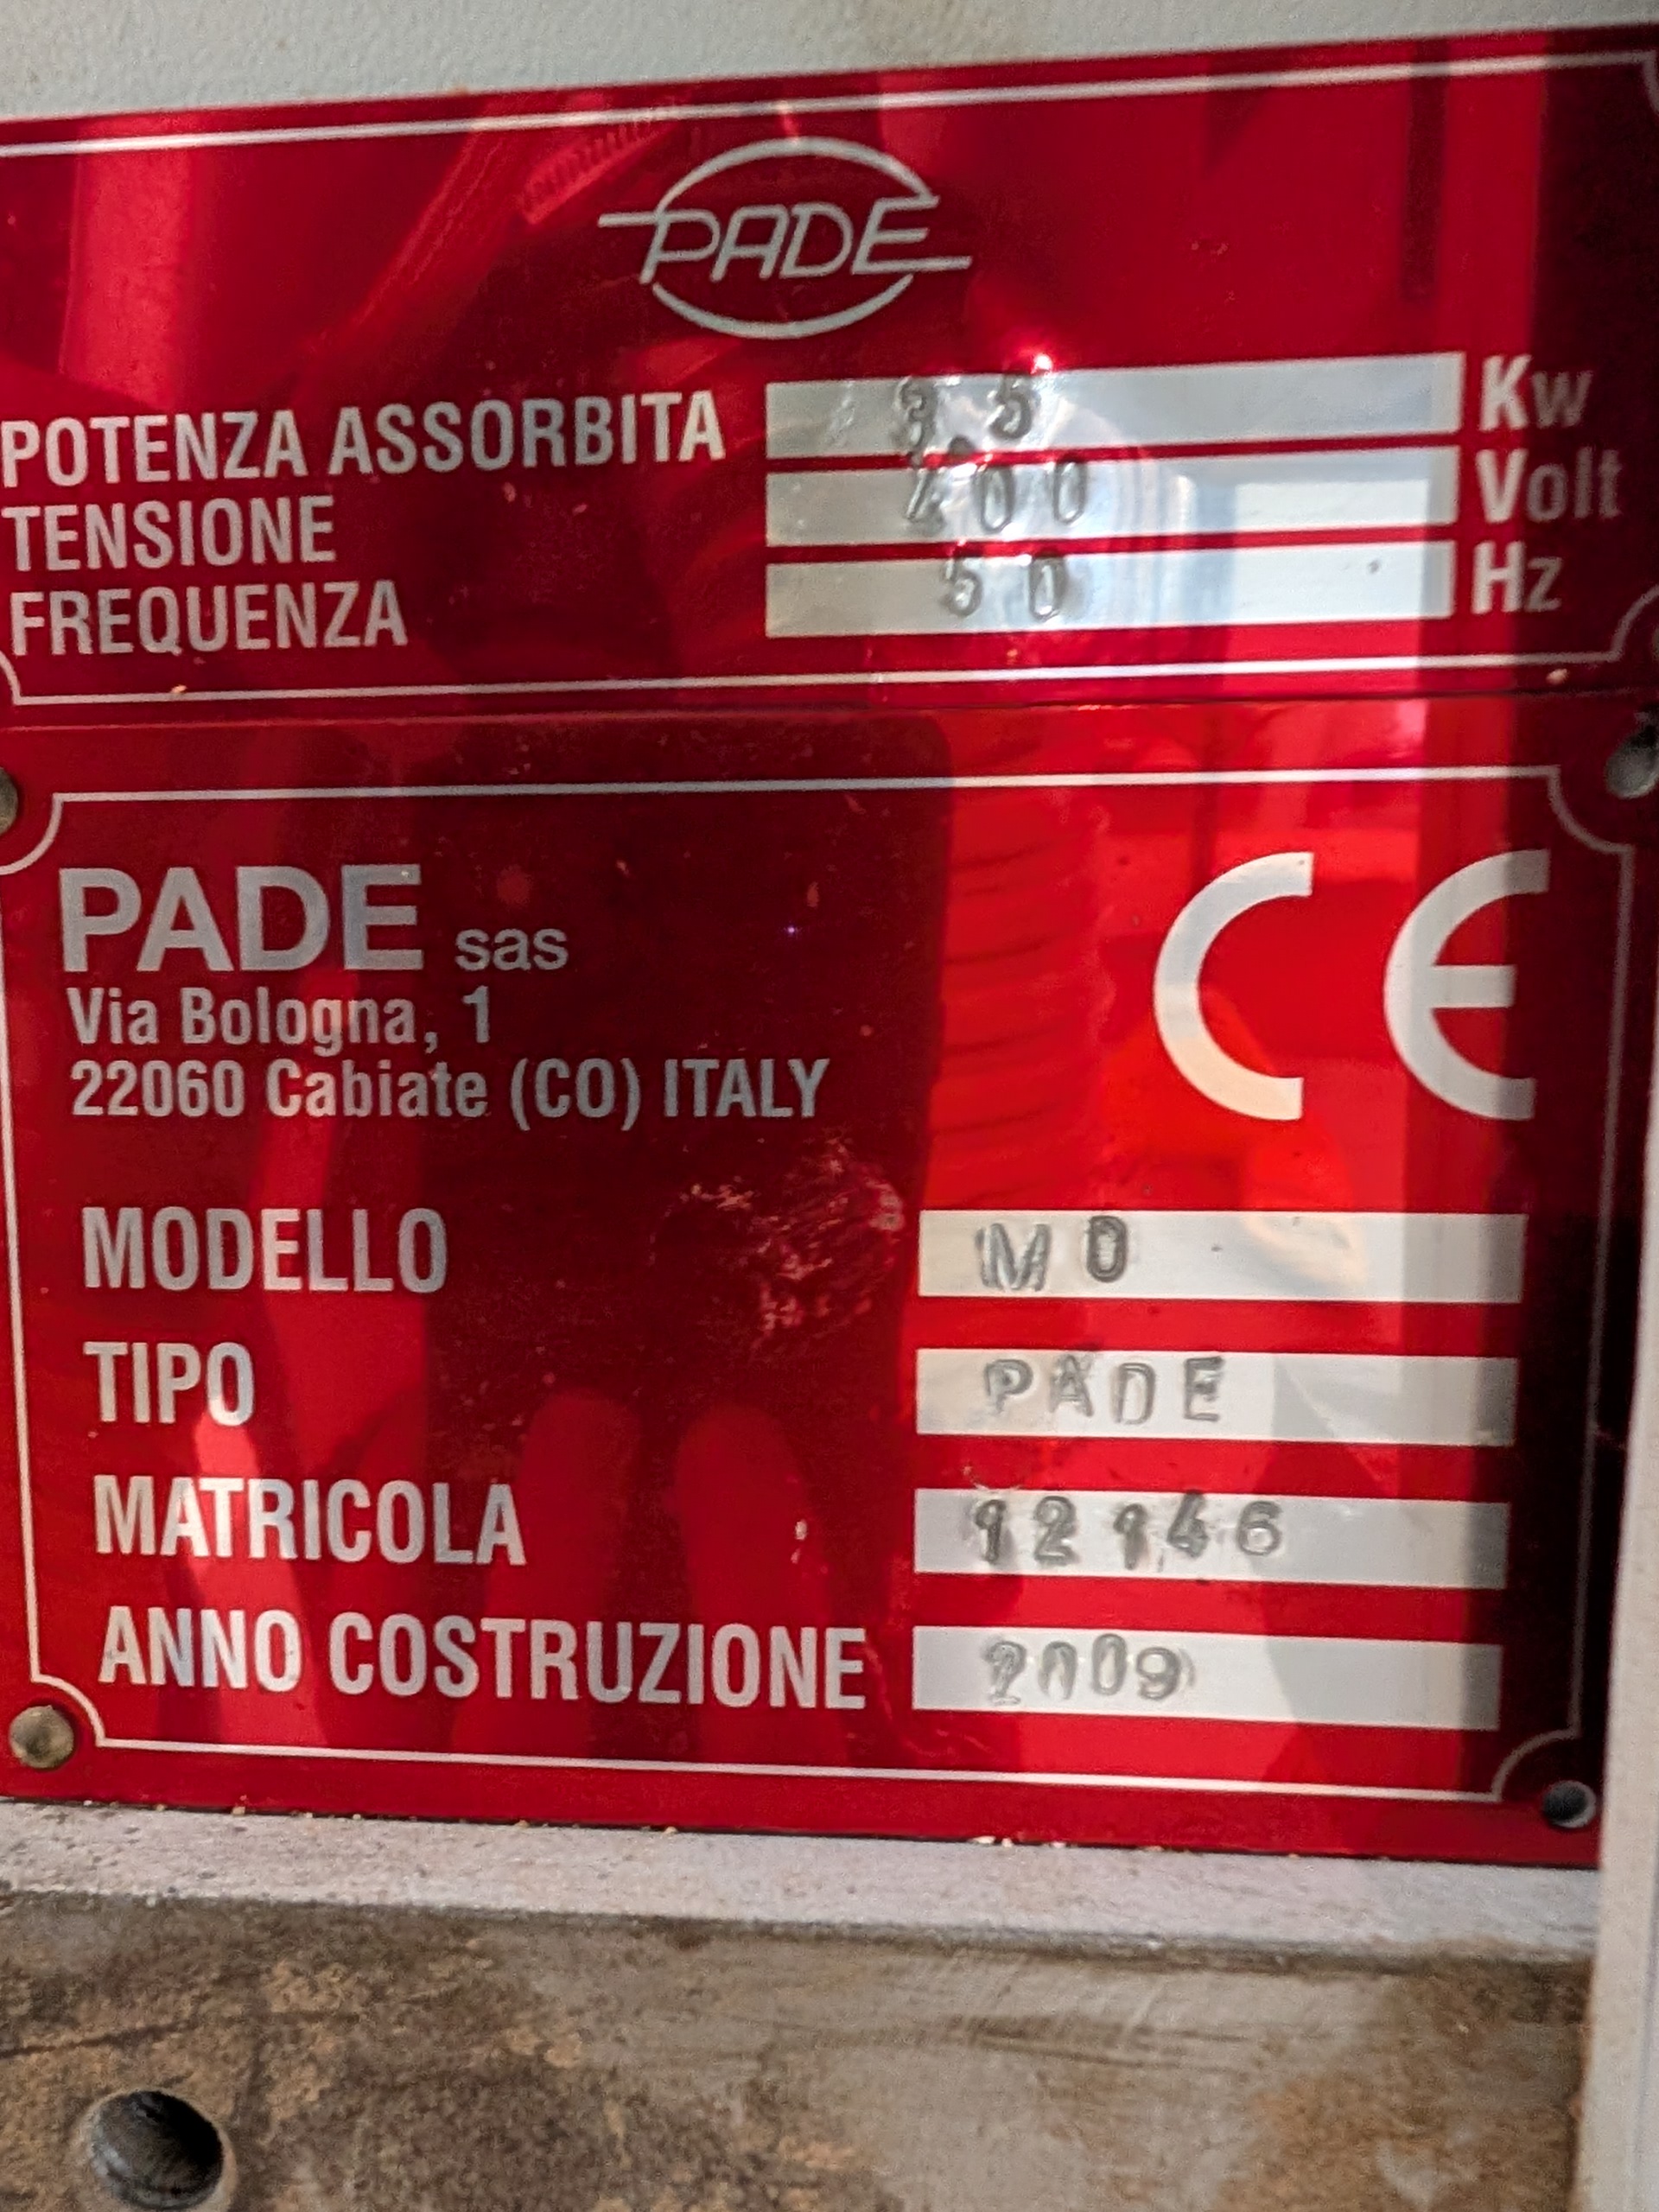 PADE
POTENZA ASSORBITA 3.5 Kw
TENSIONE 400 Volt
FREQUENZA 50 Hz
PADE sas
Via Bologna, 1
22060 Cabiate (CO) ITALY
CE
MODELLO MD
TIPO PADE
MATRICOLA 12146
ANNO COSTRUZIONE 2009